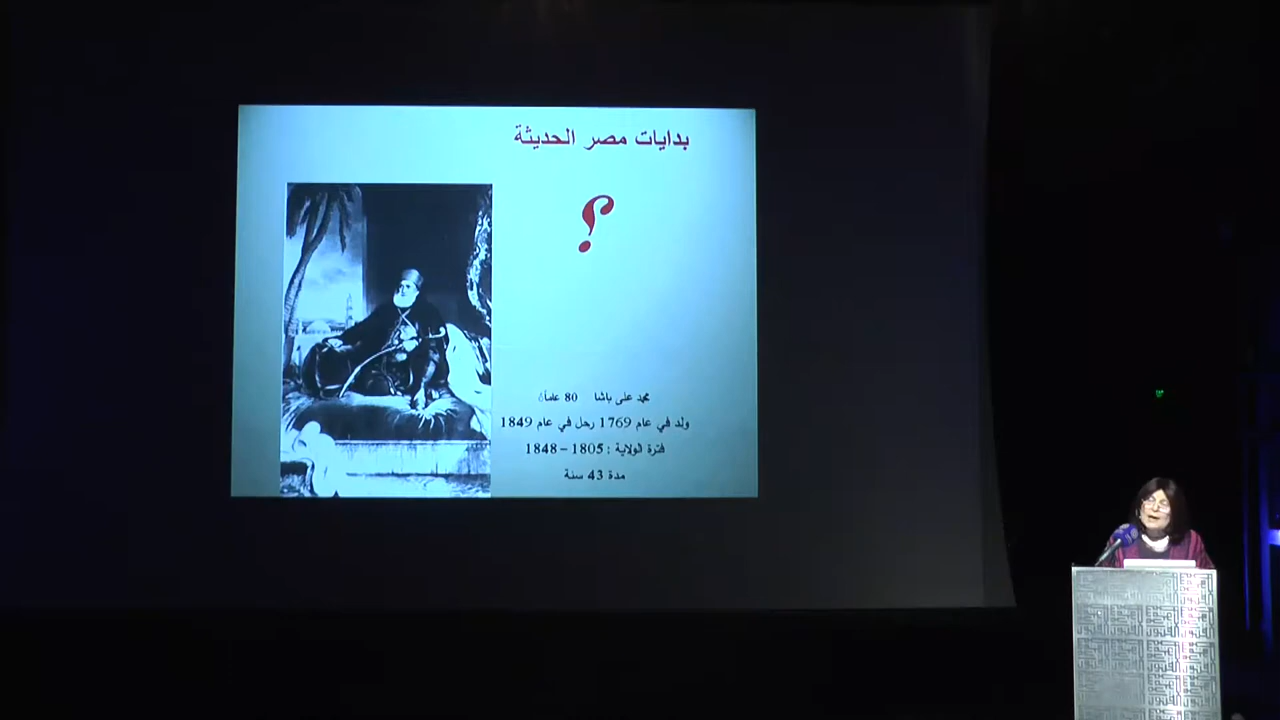 بدايات مصر الحديثة
؟
محمد على باشا 80 عاماً
ولد في عام 1769 رحل في عام 1849
فترة الولاية : 1805 – 1848
مدة 43 سنة